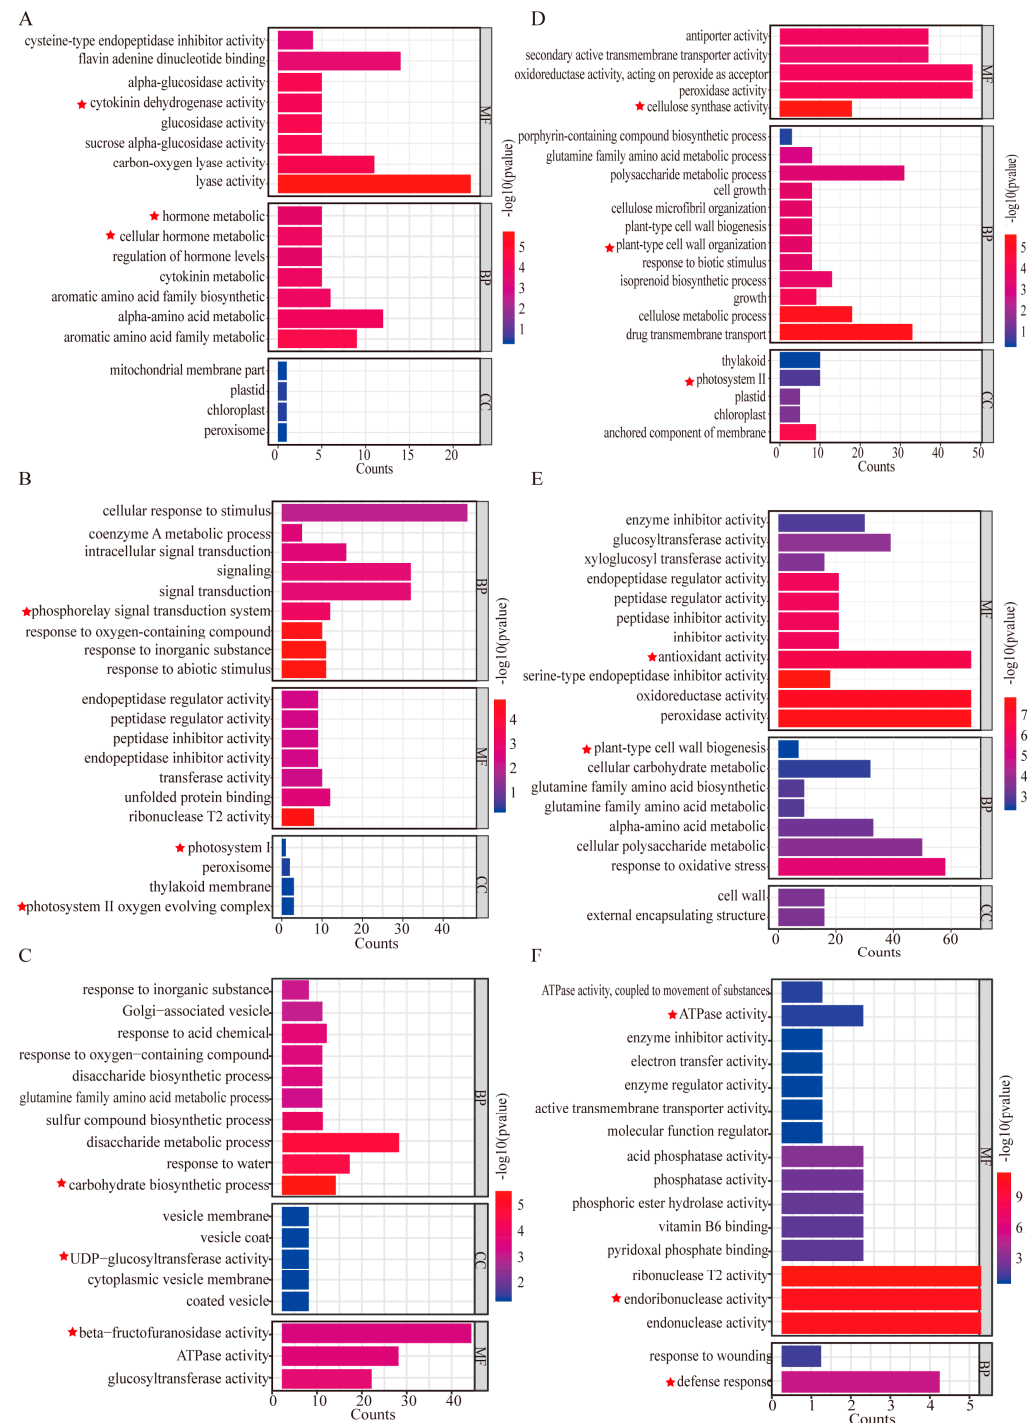 A
cysteine-type endopeptidase inhibitor activity
flavin adenine dinucleotide binding
alpha-glucosidase activity
cytokinin dehydrogenase activity
glucosidase activity
sucrose alpha-glucosidase activity
carbon-oxygen lyase activity
lyase activity
MF
hormone metabolic
cellular hormone metabolic
regulation of hormone levels
cytokinin metabolic
aromatic amino acid family biosynthetic
alpha-amino acid metabolic
aromatic amino acid family metabolic
BP
mitochondrial membrane part
plastid
chloroplast
peroxisome
CC
0 5 10 15 20
Counts
-log10(pvalue)
5
4
3
2
1
B
cellular response to stimulus
coenzyme A metabolic process
intracellular signal transduction
signaling
signal transduction
phosphorelay signal transduction system
response to oxygen-containing compound
response to inorganic substance
response to abiotic stimulus
BP
endopeptidase regulator activity
peptidase regulator activity
peptidase inhibitor activity
endopeptidase inhibitor activity
transferase activity
unfolded protein binding
ribonuclease T2 activity
MF
photosystem I
peroxisome
thylakoid membrane
photosystem II oxygen evolving complex
CC
0 10 20 30 40
Counts
-log10(pvalue)
4
3
2
1
C
response to inorganic substance
Golgi−associated vesicle
response to acid chemical
response to oxygen−containing compound
disaccharide biosynthetic process
glutamine family amino acid metabolic process
sulfur compound biosynthetic process
disaccharide metabolic process
response to water
carbohydrate biosynthetic process
BP
vesicle membrane
vesicle coat
UDP−glucosyltransferase activity
cytoplasmic vesicle membrane
coated vesicle
CC
beta−fructofuranosidase activity
ATPase activity
glucosyltransferase activity
MF
0 10 20 30 40
Counts
-log10(pvalue)
5
4
3
2
D
antiporter activity
secondary active transmembrane transporter activity
oxidoreductase activity, acting on peroxide as acceptor
peroxidase activity
cellulose synthase activity
MF
porphyrin-containing compound biosynthetic process
glutamine family amino acid metabolic process
polysaccharide metabolic process
cell growth
cellulose microfibril organization
plant-type cell wall biogenesis
plant-type cell wall organization
response to biotic stimulus
isoprenoid biosynthetic process
growth
cellulose metabolic process
drug transmembrane transport
BP
thylakoid
photosystem II
plastid
chloroplast
anchored component of membrane
CC
0 10 20 30 40 50
Counts
-log10(pvalue)
5
4
3
2
1
E
enzyme inhibitor activity
glucosyltransferase activity
xyloglucosyl transferase activity
endopeptidase regulator activity
peptidase regulator activity
peptidase inhibitor activity
inhibitor activity
antioxidant activity
serine-type endopeptidase inhibitor activity
oxidoreductase activity
peroxidase activity
MF
plant-type cell wall biogenesis
cellular carbohydrate metabolic
glutamine family amino acid biosynthetic
glutamine family amino acid metabolic
alpha-amino acid metabolic
cellular polysaccharide metabolic
response to oxidative stress
BP
cell wall
external encapsulating structure
CC
0 20 40 60
Counts
-log10(pvalue)
7
6
5
4
3
F
ATPase activity, coupled to movement of substances
ATPase activity
enzyme inhibitor activity
electron transfer activity
enzyme regulator activity
active transmembrane transporter activity
molecular function regulator
acid phosphatase activity
phosphatase activity
phosphoric ester hydrolase activity
vitamin B6 binding
pyridoxal phosphate binding
ribonuclease T2 activity
endoribonuclease activity
endonuclease activity
MF
response to wounding
defense response
BP
0 1 2 3 4 5
Counts
-log10(pvalue)
9
6
3